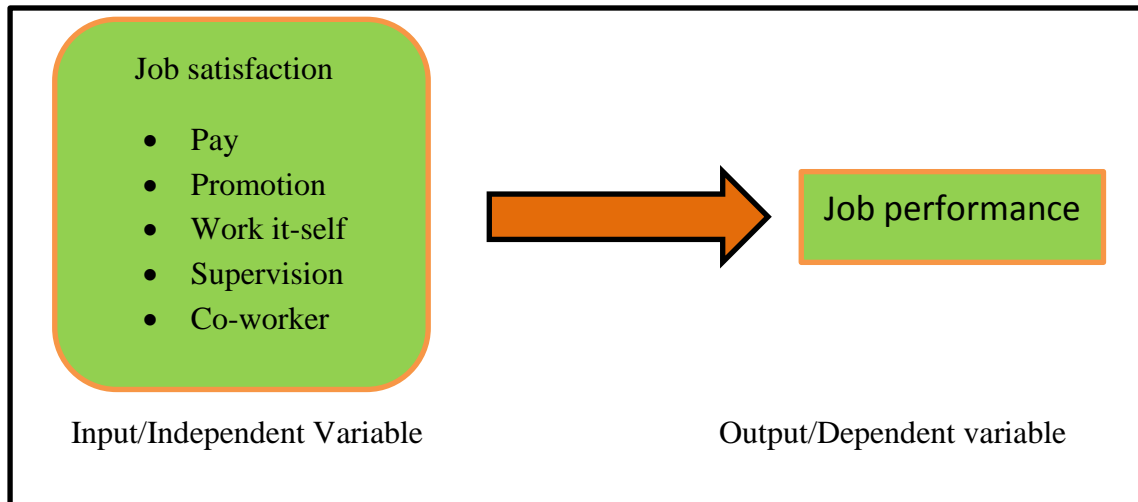 Job satisfaction
• Pay
• Promotion
• Work it-self
• Supervision
• Co-worker
Job performance
Input/Independent Variable
Output/Dependent variable